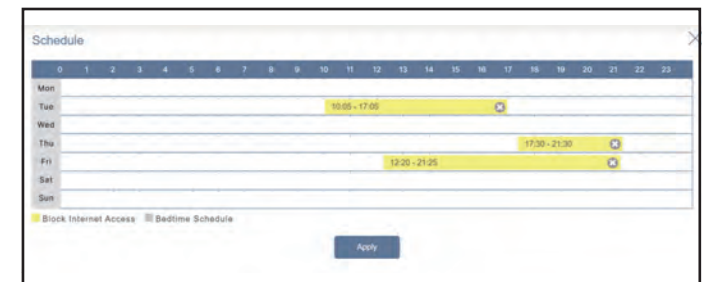 Schedule
0 1 2 3 4 5 6 7 8 9 10 11 12 13 14 15 16 17 18 19 20 21 22 23
Mon
Tue 10:05 - 17:05
Wed
Thu 17:30 - 21:30
Fri 12:20 - 21:25
Sat
Sun
Block Internet Access Bedtime Schedule
Apply